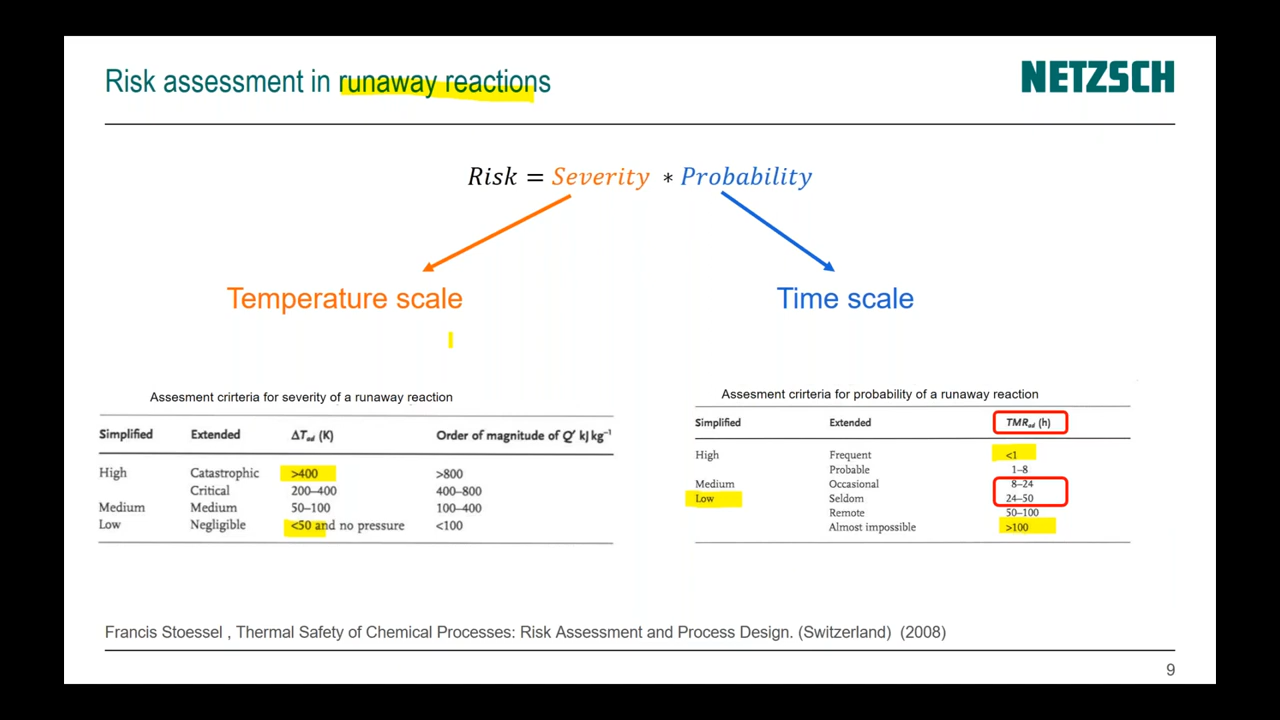 Risk assessment in runaway reactions
NETZSCH
Risk = Severity * Probability
Temperature scale
Time scale
Assesment crirteria for severity of a runaway reaction
Simplified Extended ΔTad (K) Order of magnitude of Q′ kJ kg⁻¹
High Catastrophic >400 >800
Critical 200–400 400–800
Medium Medium 50–100 100–400
Low Negligible <50 and no pressure <100
Assesment crirteria for probability of a runaway reaction
Simplified Extended TMRad (h)
High Frequent <1
Probable 1–8
Medium Occasional 8–24
Low Seldom 24–50
Remote 50–100
Almost impossible >100
Francis Stoessel , Thermal Safety of Chemical Processes: Risk Assessment and Process Design. (Switzerland) (2008)
9